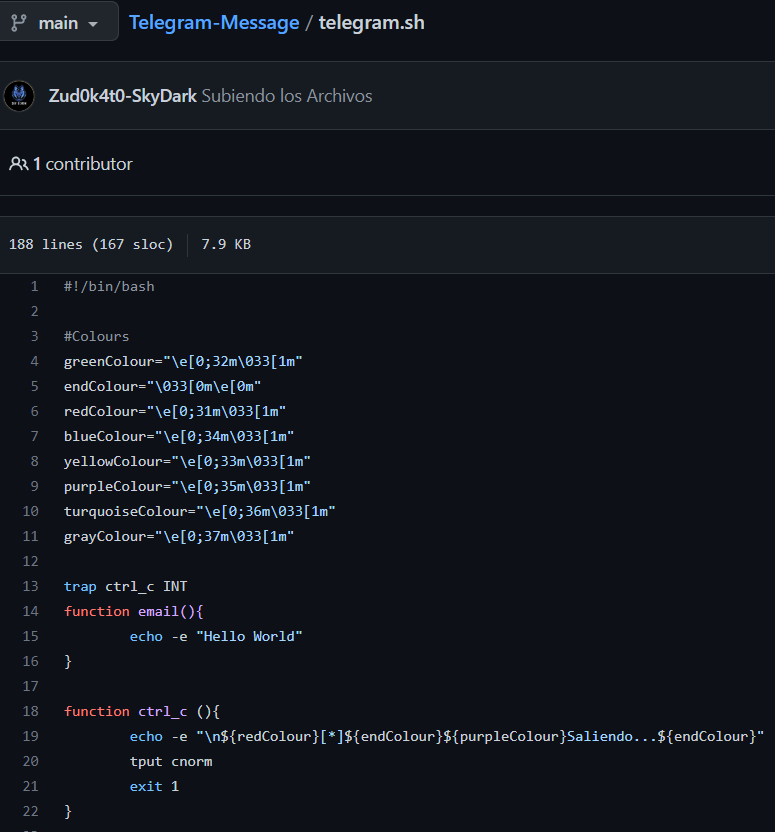 main
Telegram-Message / telegram.sh
Zud0k4t0-SkyDark Subiendo los Archivos
1 contributor
188 lines (167 sloc) 7.9 KB
1 #!/bin/bash
2
3 #Colours
4 greenColour="\e[0;32m\033[1m"
5 endColour="\033[0m\e[0m"
6 redColour="\e[0;31m\033[1m"
7 blueColour="\e[0;34m\033[1m"
8 yellowColour="\e[0;33m\033[1m"
9 purpleColour="\e[0;35m\033[1m"
10 turquoiseColour="\e[0;36m\033[1m"
11 grayColour="\e[0;37m\033[1m"
12
13 trap ctrl_c INT
14 function email(){
15 echo -e "Hello World"
16 }
17
18 function ctrl_c (){
19 echo -e "\n${redColour}[*]${endColour}${purpleColour}Saliendo...${endColour}"
20 tput cnorm
21 exit 1
22 }